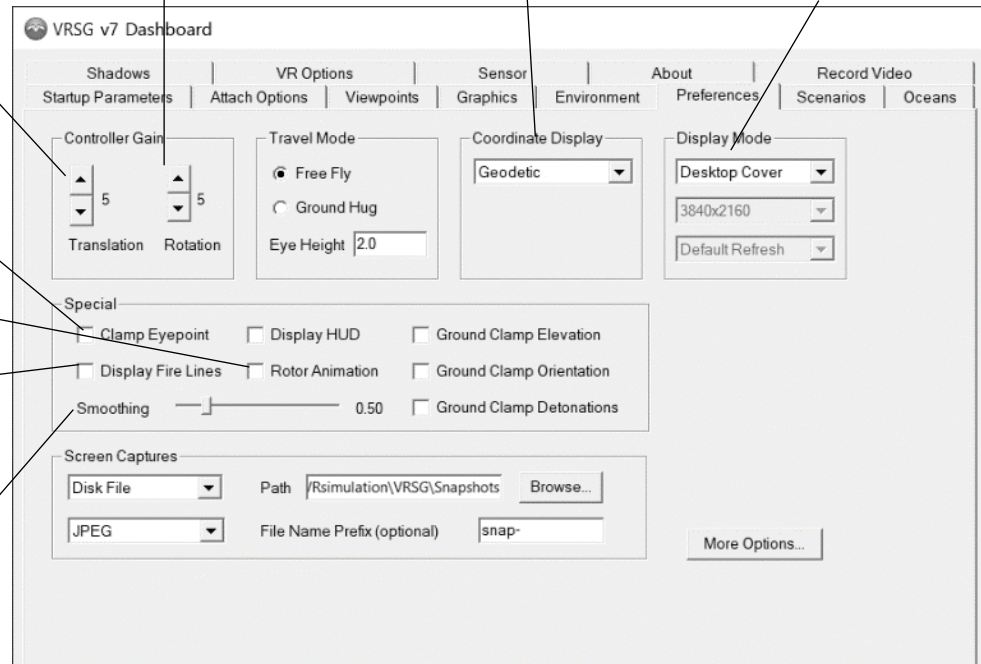 VRSG v7 Dashboard
Shadows VR Options Sensor About Record Video
Startup Parameters Attach Options Viewpoints Graphics Environment Preferences Scenarios Oceans
Controller Gain Travel Mode Coordinate Display Display Mode
5 5 Free Fly Geodetic Desktop Cover
Ground Hug 3840x2160
Translation Rotation Eye Height 2.0 Default Refresh
Special
Clamp Eyepoint Display HUD Ground Clamp Elevation
Display Fire Lines Rotor Animation Ground Clamp Orientation
Smoothing 0.50 Ground Clamp Detonations
Screen Captures
Disk File Path /Rsimulation\VRSG\Snapshots Browse...
JPEG File Name Prefix (optional) snap-
More Options...